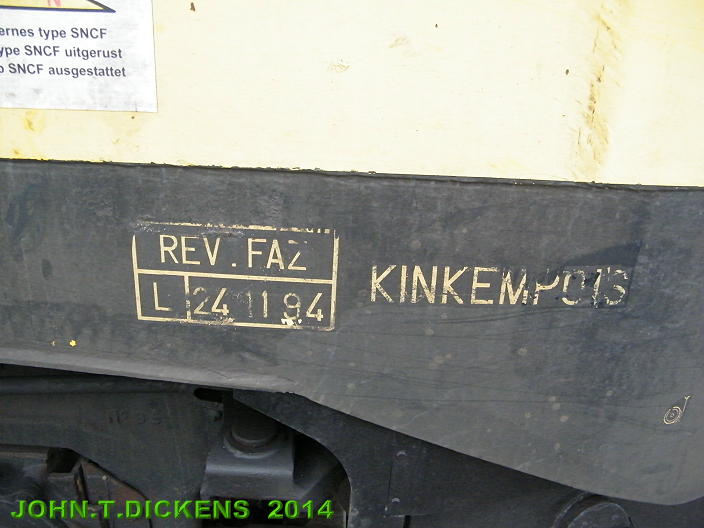 N
ernes type SNCF
ype SNCF uitgerust
p SNCF ausgestattet
REV. FAZ
L 24 11 94
KINKEMPOIS
JOHN.T.DICKENS 2014